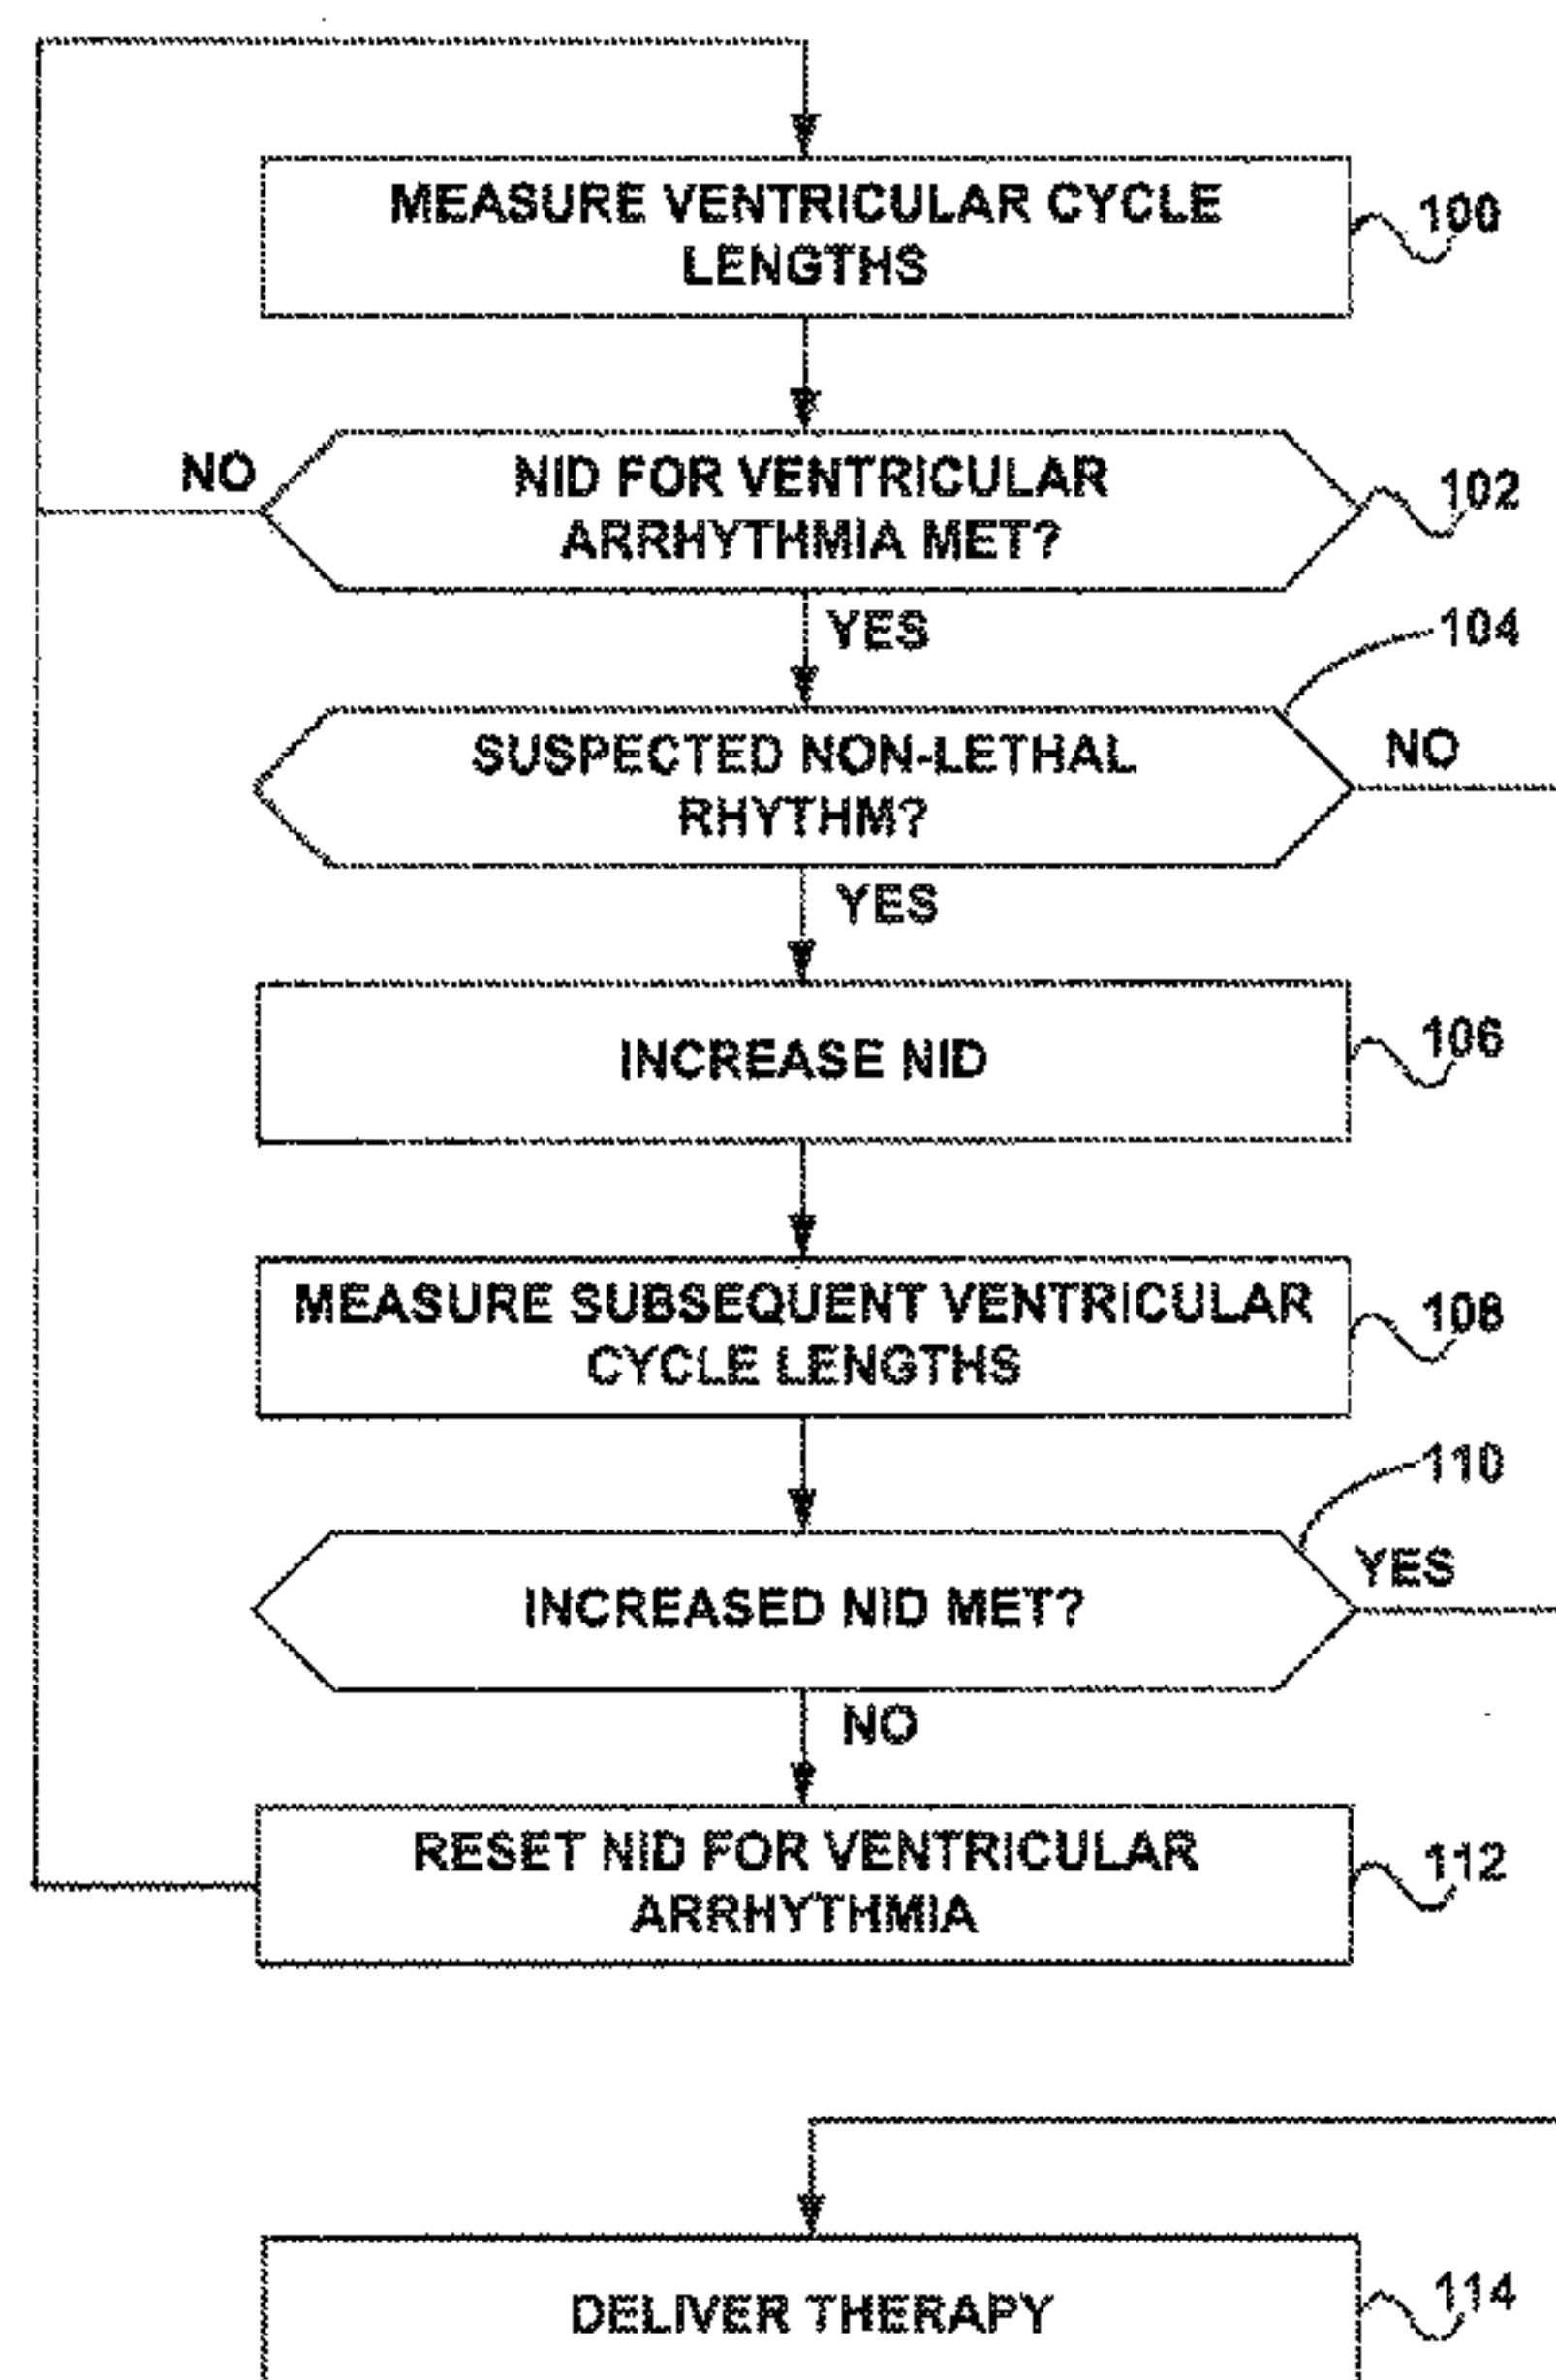 MEASURE VENTRICULAR CYCLE
LENGTHS
100
NO
NID FOR VENTRICULAR
ARRHYTHMIA MET?
102
YES
104
SUSPECTED NON-LETHAL
RHYTHM?
NO
YES
INCREASE NID
106
MEASURE SUBSEQUENT VENTRICULAR
CYCLE LENGTHS
108
110
INCREASED NID MET?
YES
NO
RESET NID FOR VENTRICULAR
ARRHYTHMIA
112
DELIVER THERAPY
114